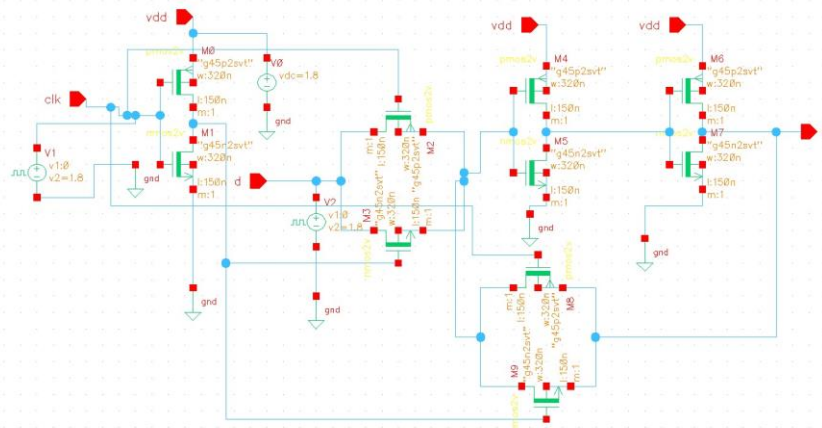 vdd
pmos2v
M0
"g45p2svt"
w:320n
l:150n
m:1
V0
vdc=1.8
gnd
clk
nmos2v
M1
"g45n2svt"
w:320n
l:150n
m:1
V1
v1:0
v2=1.8
gnd
gnd
d
V2
v1:0
v2=1.8
gnd
pmos2v
M2
m:1
w:320n
l:150n
"g45p2svt"
M3
"g45n2svt"
w:320n
l:150n
m:1
nmos2v
vdd
pmos2v
M4
"g45p2svt"
w:320n
l:150n
m:1
nmos2v
M5
"g45n2svt"
w:320n
l:150n
m:1
gnd
vdd
pmos2v
M6
"g45p2svt"
w:320n
l:150n
m:1
nmos2v
M7
"g45n2svt"
w:320n
l:150n
m:1
gnd
pmos2v
M8
m:1
w:320n
l:150n
"g45p2svt"
M9
"g45n2svt"
w:320n
l:150n
m:1